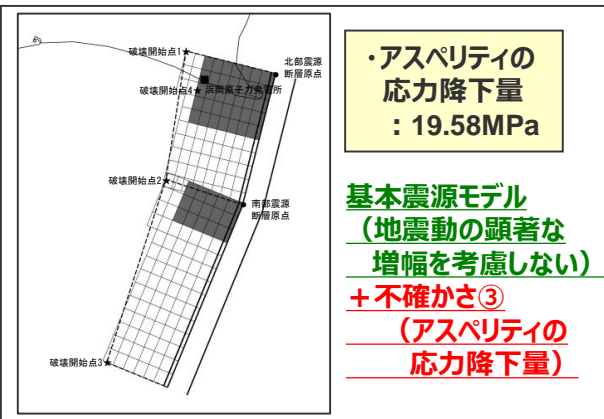 破壊開始点1★
北部震源
断層原点
破壊開始点4★ 浜岡原子力発電所
破壊開始点2★
南部震源
断層原点
破壊開始点3★
・アスペリティの
応力降下量
：19.58MPa
基本震源モデル
（地震動の顕著な
増幅を考慮しない）
＋不確かさ③
（アスペリティの
応力降下量）